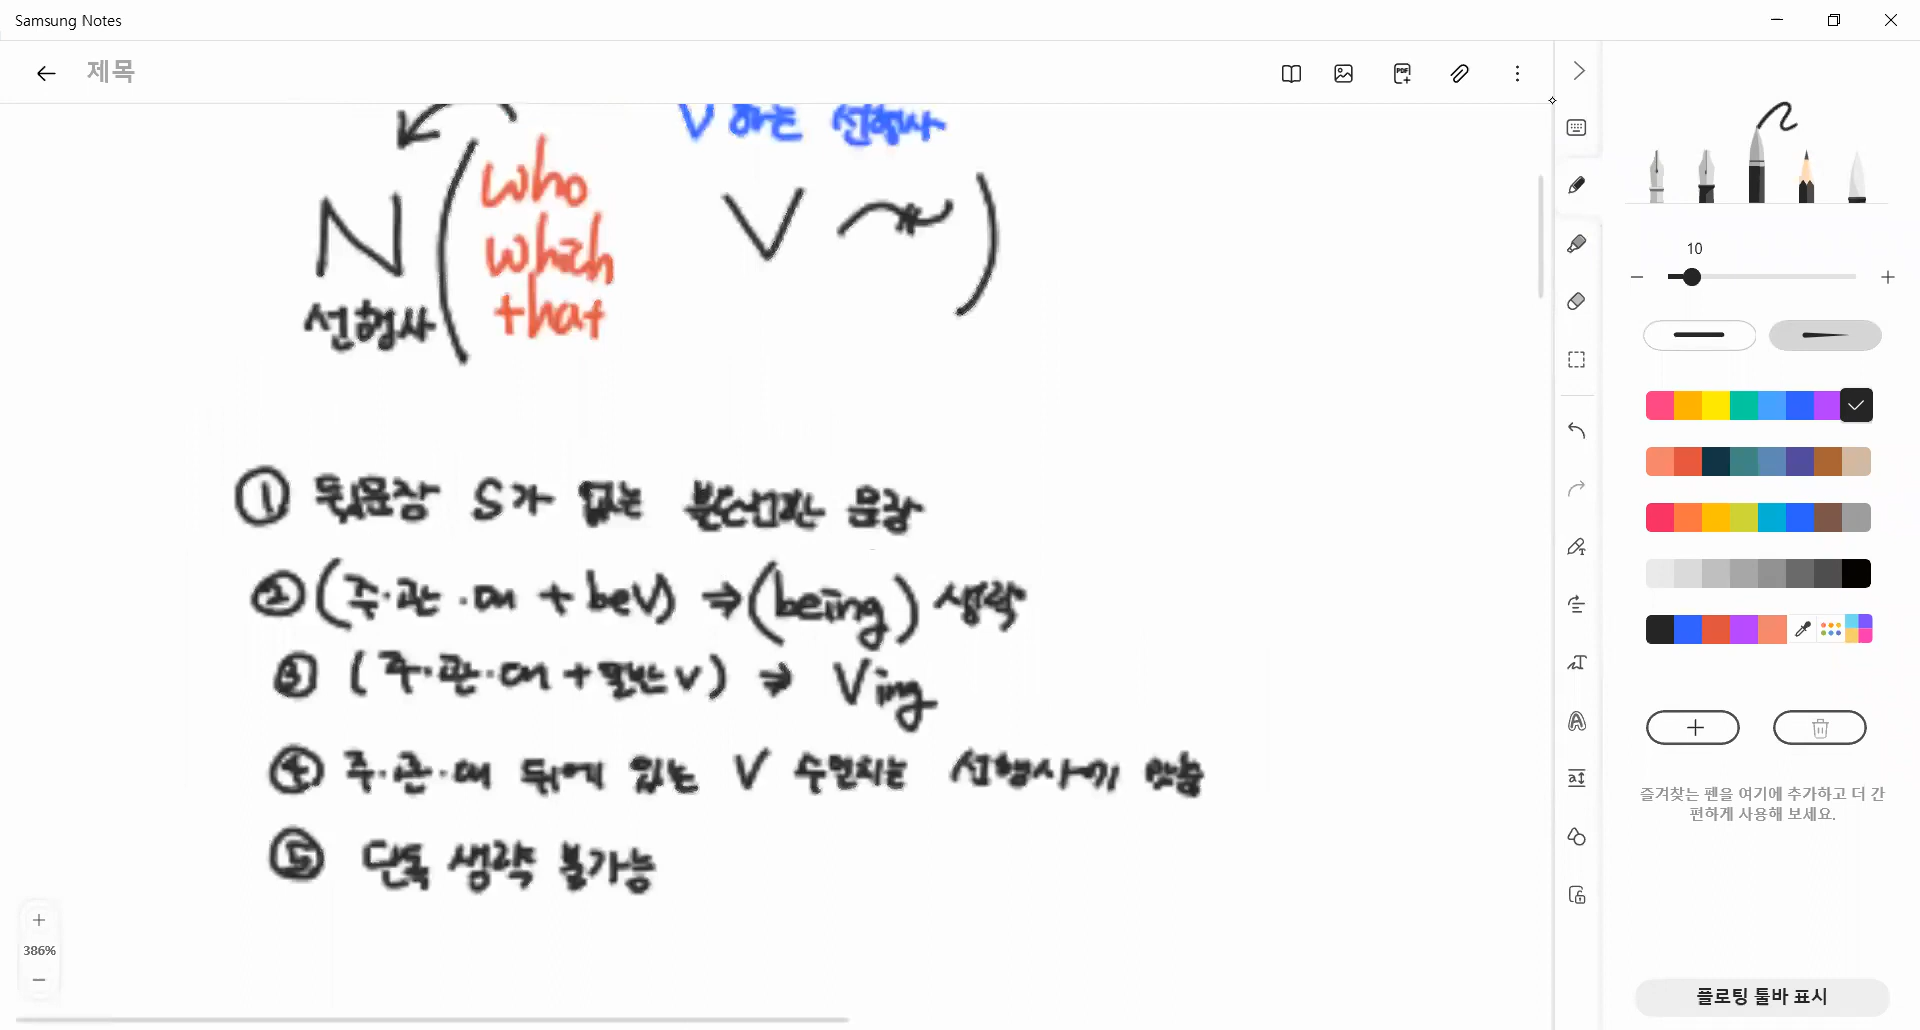 Samsung Notes
제목
V 하는 선행사
who
N ( which V ~ )
that
선행사
① 뒷문장 S가 없는 불완전한 문장
② (주·관·대 + beV) ⇒ (being) 생략
③ (주·관·대 + 일반V) ⇒ Ving
④ 주·관·대 뒤에 있는 V 수일치는 선행사에 맞춤
⑤ 단독 생략 불가능
386%
PDF
10
즐겨찾는 펜을 여기에 추가하고 더 간
편하게 사용해 보세요.
플로팅 툴바 표시